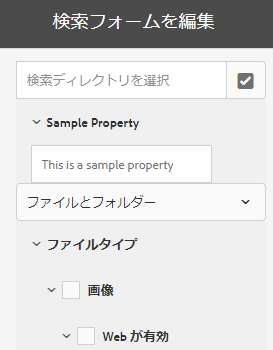 検索フォームを編集
検索ディレクトリを選択
Sample Property
This is a sample property
ファイルとフォルダー
ファイルタイプ
画像
Web が有効